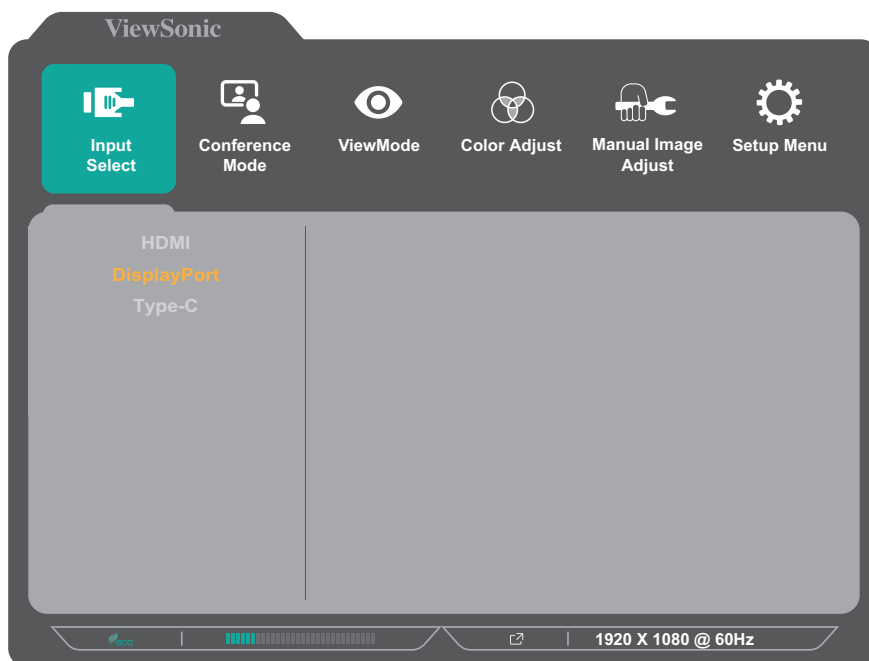 ViewSonic
Input
Select
Conference
Mode
ViewMode
Color Adjust
Manual Image
Adjust
Setup Menu
HDMI
DisplayPort
Type-C
eco
1920 X 1080 @ 60Hz